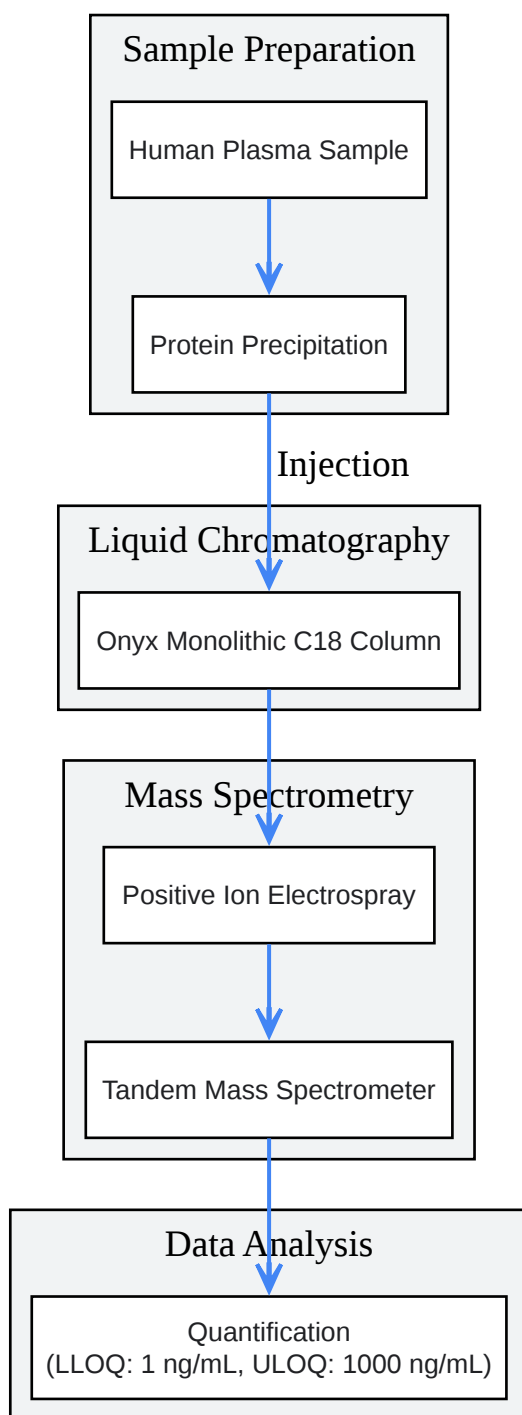 Sample Preparation
Human Plasma Sample
Protein Precipitation
Injection
Liquid Chromatography
Onyx Monolithic C18 Column
Mass Spectrometry
Positive Ion Electrospray
Tandem Mass Spectrometer
Data Analysis
Quantification
(LLOQ: 1 ng/mL, ULOQ: 1000 ng/mL)